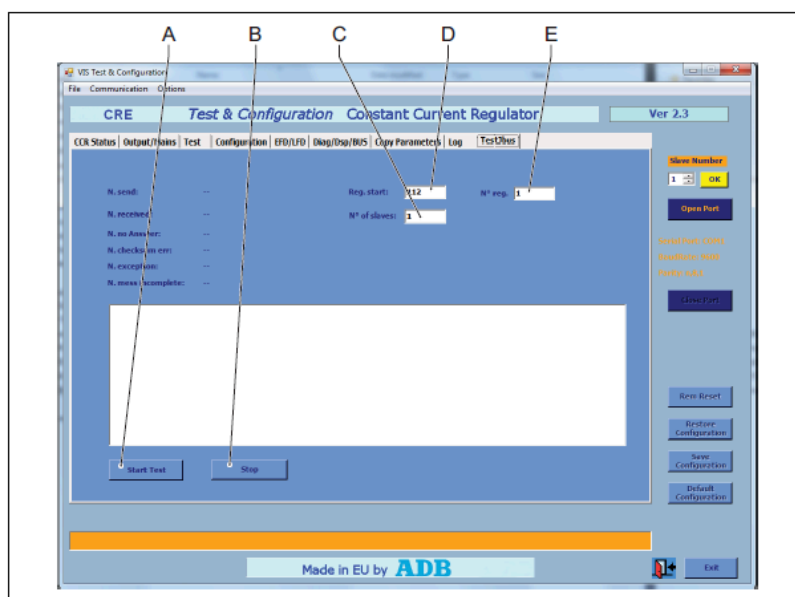 A B C D E
VIS Test & Configuration
File Communication Options
CRE Test & Configuration Constant Current Regulator Ver 2.3
CCR Status Output/Mains Test Configuration EFD/LFD Diag/Dsp/BUS Copy Parameters Log TestJbus
Slave Number
1 OK
N. send: -- Reg. start: 712 N° reg. 1
Open Port
N. received: -- N° of slaves: 1
N. no Answer: --
N. checksum err: --
N. exception: --
N. mess incomplete: --
Close Port
Rem Reset
Restore
Configuration
Save
Configuration
Start Test Stop
Default
Configuration
Made in EU by ADB
Exit